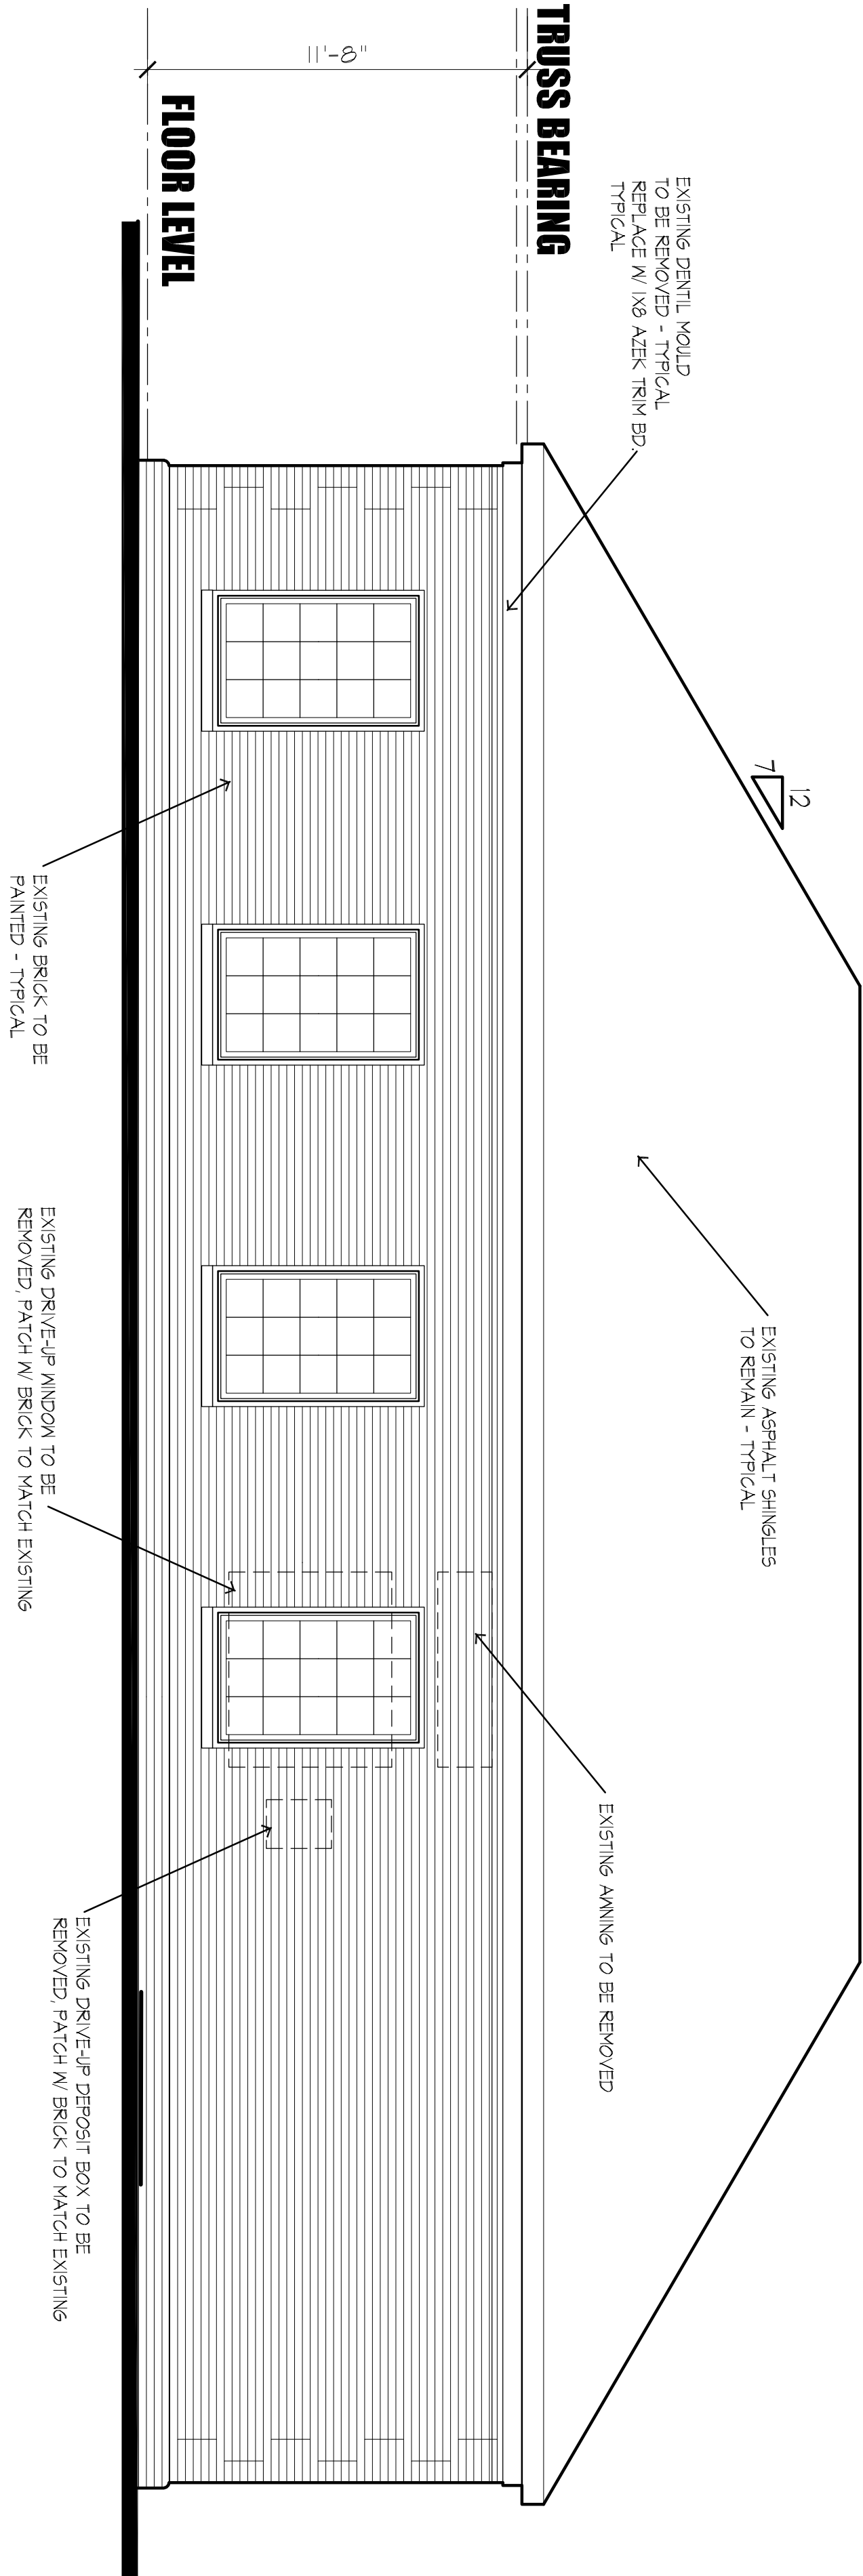 TRUSS BEARING
11'-8"
FLOOR LEVEL
EXISTING DENTIL MOULD
TO BE REMOVED - TYPICAL
REPLACE W/ 1X8 AZEK TRIM BD.
TYPICAL
12
7
EXISTING ASPHALT SHINGLES
TO REMAIN - TYPICAL
EXISTING AWNING TO BE REMOVED
EXISTING BRICK TO BE
PAINTED - TYPICAL
EXISTING DRIVE-UP WINDOW TO BE
REMOVED, PATCH W/ BRICK TO MATCH EXISTING
EXISTING DRIVE-UP DEPOSIT BOX TO BE
REMOVED, PATCH W/ BRICK TO MATCH EXISTING